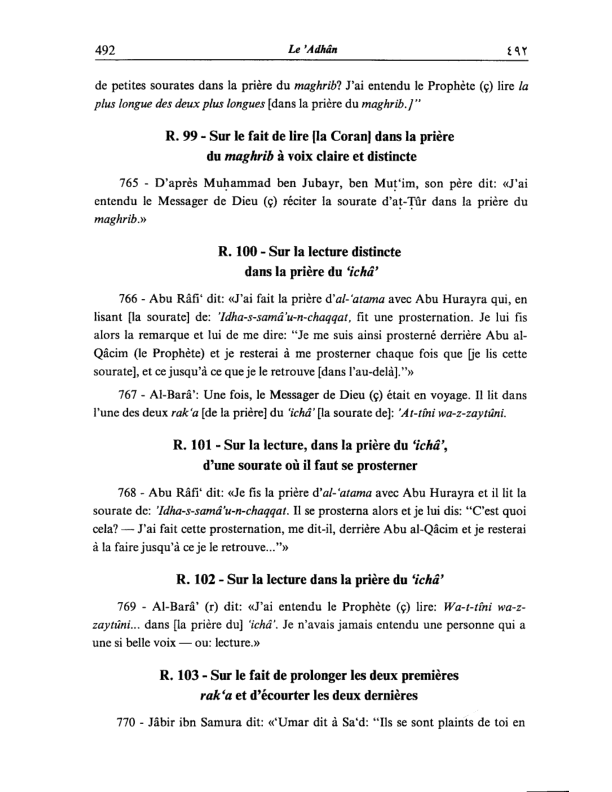 492 Le 'Adhân ٤٩٢
de petites sourates dans la prière du maghrib? J'ai entendu le Prophète (ç) lire la
plus longue des deux plus longues [dans la prière du maghrib.]"
R. 99 - Sur le fait de lire [la Coran] dans la prière
du maghrib à voix claire et distincte
765 - D'après Muḥammad ben Jubayr, ben Muṭ‘im, son père dit: «J'ai
entendu le Messager de Dieu (ç) réciter la sourate d'aṭ-Ṭûr dans la prière du
maghrib.»
R. 100 - Sur la lecture distincte
dans la prière du ‘ichâ’
766 - Abu Râfi‘ dit: «J'ai fait la prière d'al-‘atama avec Abu Hurayra qui, en
lisant [la sourate] de: 'Idha-s-samâ'u-n-chaqqat, fit une prosternation. Je lui fis
alors la remarque et lui de me dire: "Je me suis ainsi prosterné derrière Abu al-
Qâcim (le Prophète) et je resterai à me prosterner chaque fois que [je lis cette
sourate], et ce jusqu'à ce que je le retrouve [dans l'au-delà]."»
767 - Al-Barâ’: Une fois, le Messager de Dieu (ç) était en voyage. Il lit dans
l'une des deux rak‘a [de la prière] du ‘ichâ’ [la sourate de]: 'At-tîni wa-z-zaytûni.
R. 101 - Sur la lecture, dans la prière du ‘ichâ’,
d'une sourate où il faut se prosterner
768 - Abu Râfi‘ dit: «Je fis la prière d'al-‘atama avec Abu Hurayra et il lit la
sourate de: 'Idha-s-samâ'u-n-chaqqat. Il se prosterna alors et je lui dis: "C'est quoi
cela? — J'ai fait cette prosternation, me dit-il, derrière Abu al-Qâcim et je resterai
à la faire jusqu'à ce je le retrouve..."»
R. 102 - Sur la lecture dans la prière du ‘ichâ’
769 - Al-Barâ’ (r) dit: «J'ai entendu le Prophète (ç) lire: Wa-t-tîni wa-z-
zaytûni... dans [la prière du] ‘ichâ’. Je n'avais jamais entendu une personne qui a
une si belle voix — ou: lecture.»
R. 103 - Sur le fait de prolonger les deux premières
rak‘a et d'écourter les deux dernières
770 - Jâbir ibn Samura dit: «‘Umar dit à Sa‘d: "Ils se sont plaints de toi en